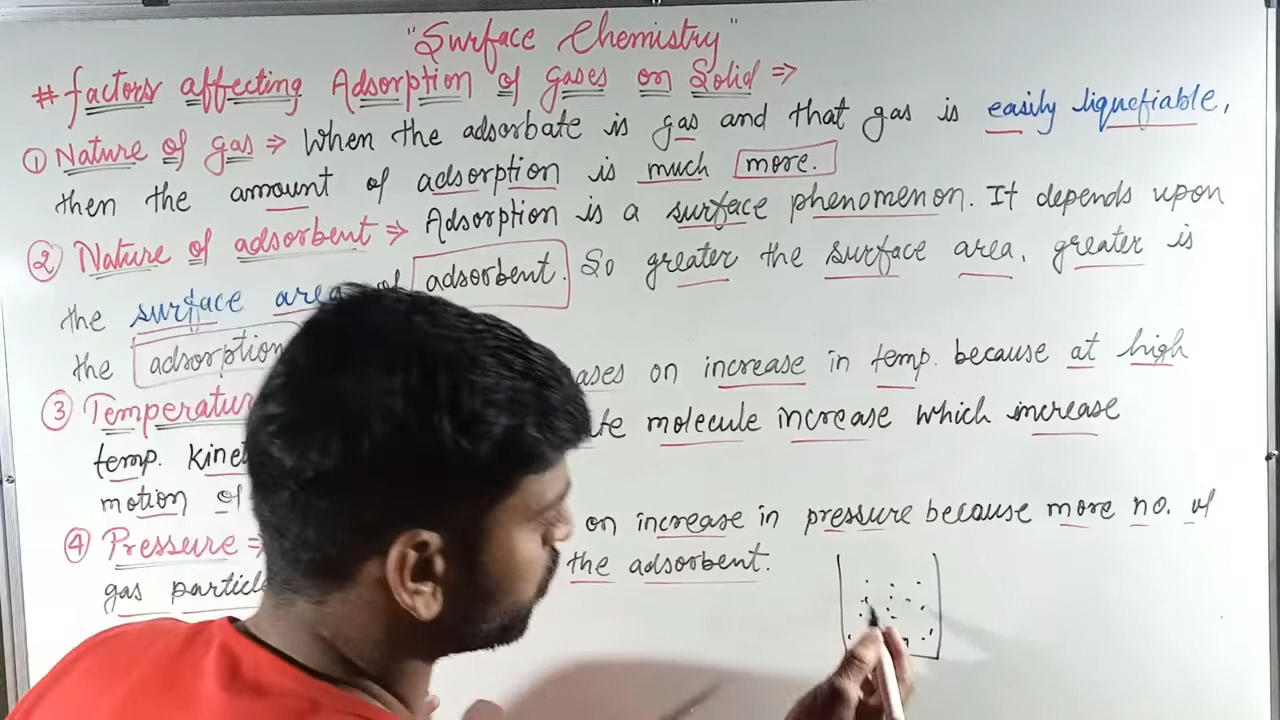 "Surface Chemistry"
# factors affecting Adsorption of Gases on Solid ⇒
① Nature of gas ⇒ When the adsorbate is gas and that gas is easily liquefiable,
then the amount of adsorption is much more.
② Nature of adsorbent ⇒ Adsorption is a surface phenomenon. It depends upon
the surface area of adsorbent. So greater the surface area, greater is
the adsorption
③ Temperatur on increase in temp. because at high
temp. molecule increase which increase
motion of
④ Pressure ⇒ on increase in pressure because more no. of
gas the adsorbent.